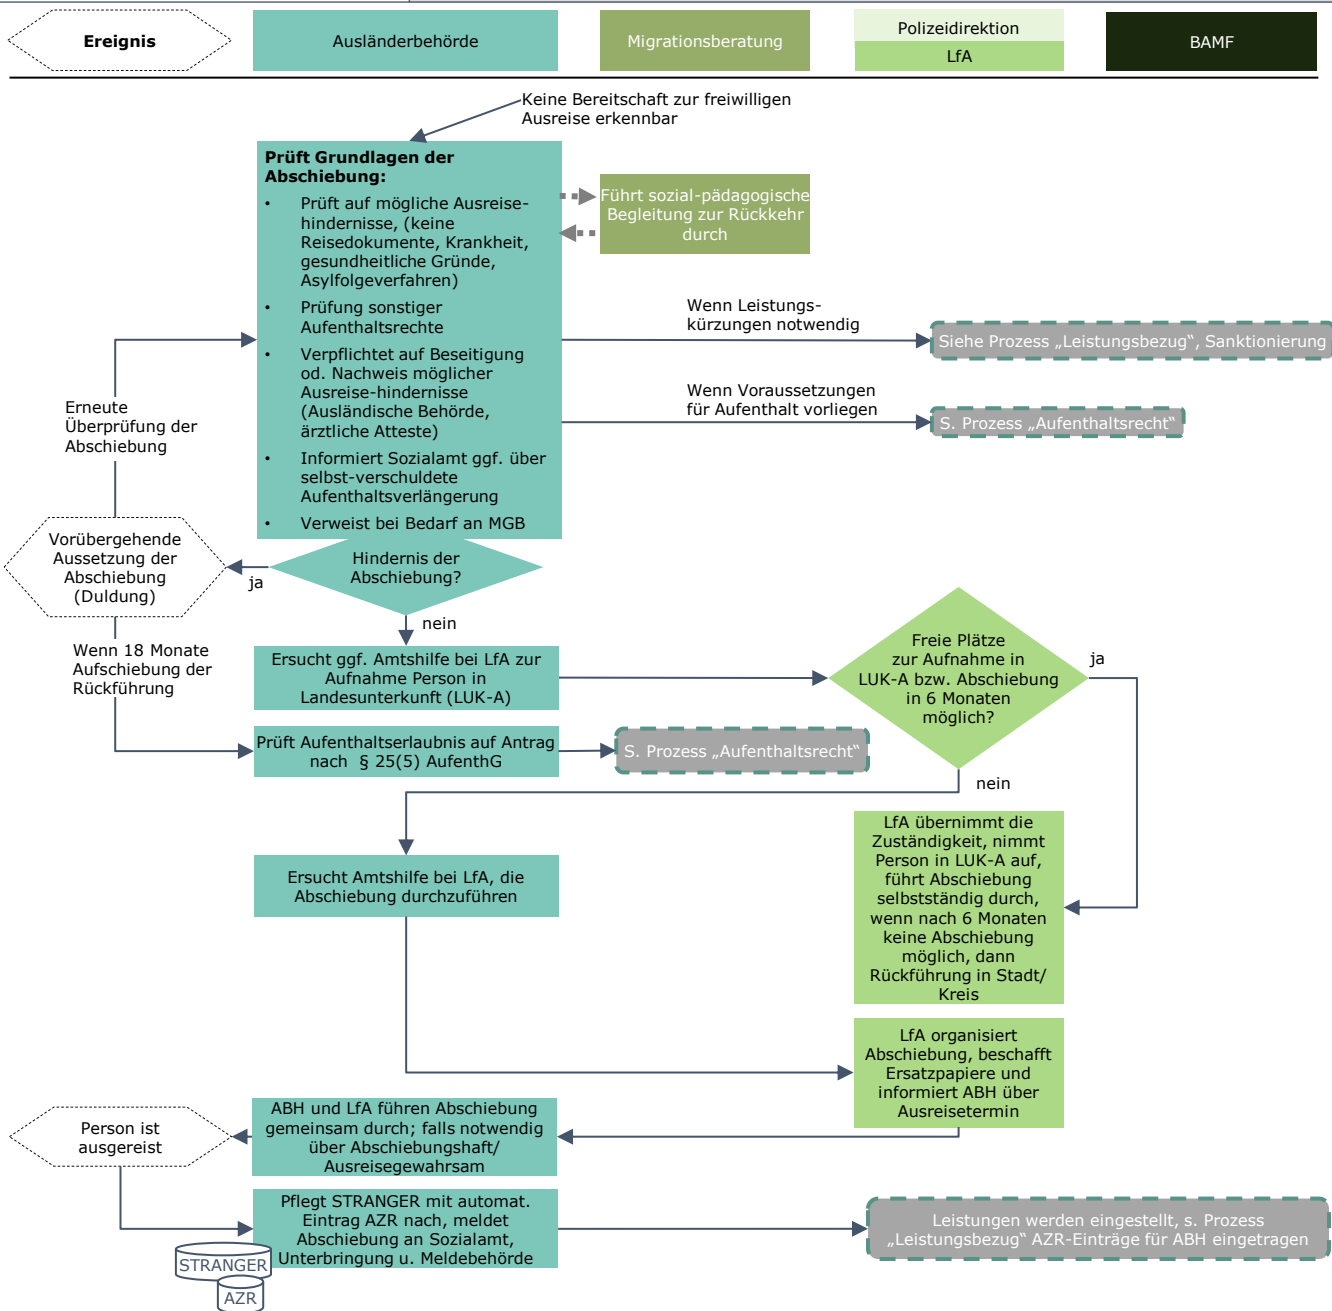 Ereignis
Ausländerbehörde
Migrationsberatung
Polizeidirektion
LfA
BAMF
Keine Bereitschaft zur freiwilligen
Ausreise erkennbar
Prüft Grundlagen der
Abschiebung:
• Prüft auf mögliche Ausreise-
hindernisse, (keine
Reisedokumente, Krankheit,
gesundheitliche Gründe,
Asylfolgeverfahren)
• Prüfung sonstiger
Aufenthaltsrechte
• Verpflichtet auf Beseitigung
od. Nachweis möglicher
Ausreise-hindernisse
(Ausländische Behörde,
ärztliche Atteste)
• Informiert Sozialamt ggf. über
selbst-verschuldete
Aufenthaltsverlängerung
• Verweist bei Bedarf an MGB
Führt sozial-pädagogische
Begleitung zur Rückkehr
durch
Wenn Leistungs-
kürzungen notwendig
Siehe Prozess „Leistungsbezug“, Sanktionierung
Wenn Voraussetzungen
für Aufenthalt vorliegen
S. Prozess „Aufenthaltsrecht“
Erneute
Überprüfung der
Abschiebung
Vorübergehende
Aussetzung der
Abschiebung
(Duldung)
ja
Hindernis der
Abschiebung?
nein
Wenn 18 Monate
Aufschiebung der
Rückführung
Ersucht ggf. Amtshilfe bei LfA zur
Aufnahme Person in
Landesunterkunft (LUK-A)
Freie Plätze
zur Aufnahme in
LUK-A bzw. Abschiebung
in 6 Monaten
möglich?
ja
nein
Prüft Aufenthaltserlaubnis auf Antrag
nach § 25(5) AufenthG
S. Prozess „Aufenthaltsrecht“
LfA übernimmt die
Zuständigkeit, nimmt
Person in LUK-A auf,
führt Abschiebung
selbstständig durch,
wenn nach 6 Monaten
keine Abschiebung
möglich, dann
Rückführung in Stadt/
Kreis
Ersucht Amtshilfe bei LfA, die
Abschiebung durchzuführen
LfA organisiert
Abschiebung, beschafft
Ersatzpapiere und
informiert ABH über
Ausreisetermin
ABH und LfA führen Abschiebung
gemeinsam durch; falls notwendig
über Abschiebungshaft/
Ausreisegewahrsam
Person ist
ausgereist
Pflegt STRANGER mit automat.
Eintrag AZR nach, meldet
Abschiebung an Sozialamt,
Unterbringung u. Meldebehörde
STRANGER
AZR
Leistungen werden eingestellt, s. Prozess
„Leistungsbezug“ AZR-Einträge für ABH eingetragen